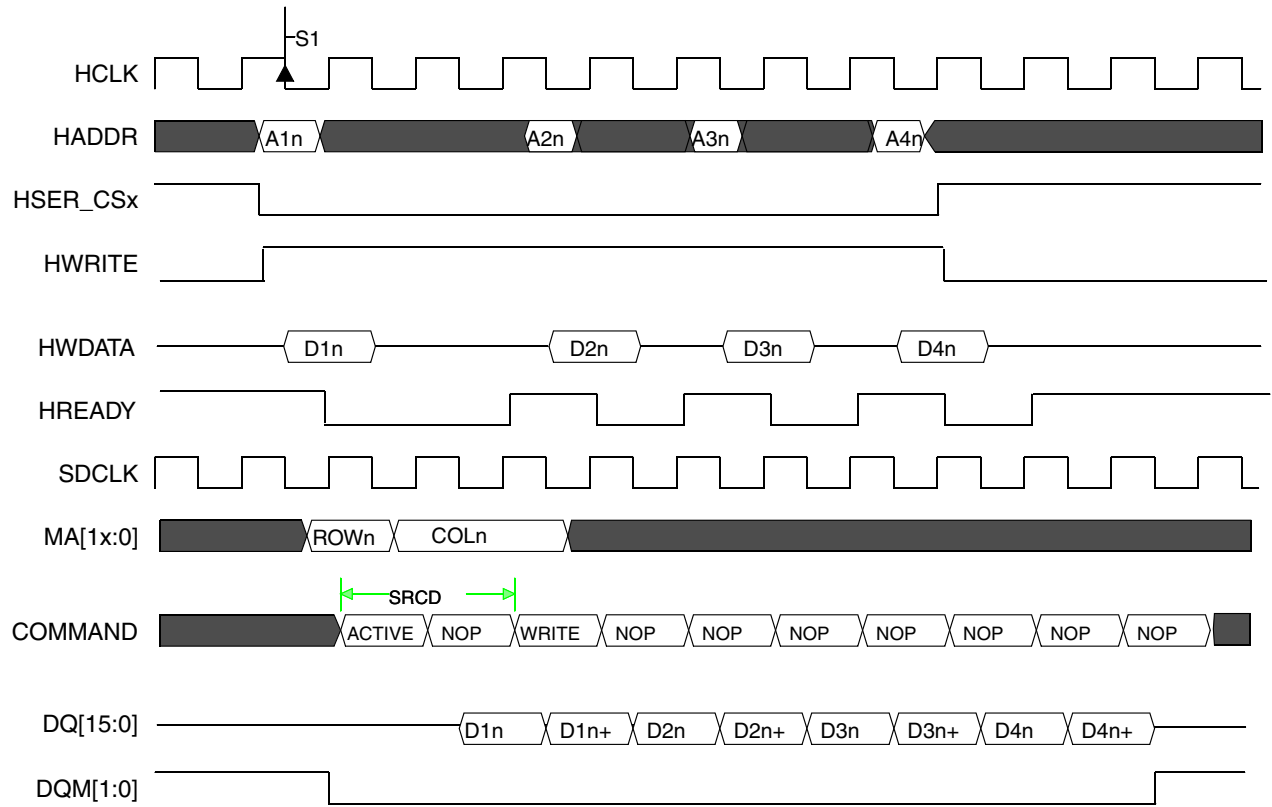 S1
HCLK
HADDR A1n A2n A3n A4n
HSER_CSx
HWRITE
HWDATA D1n D2n D3n D4n
HREADY
SDCLK
MA[1x:0] ROWn COLn
SRCD
COMMAND ACTIVE NOP WRITE NOP NOP NOP NOP NOP NOP NOP
DQ[15:0] D1n D1n+ D2n D2n+ D3n D3n+ D4n D4n+
DQM[1:0]